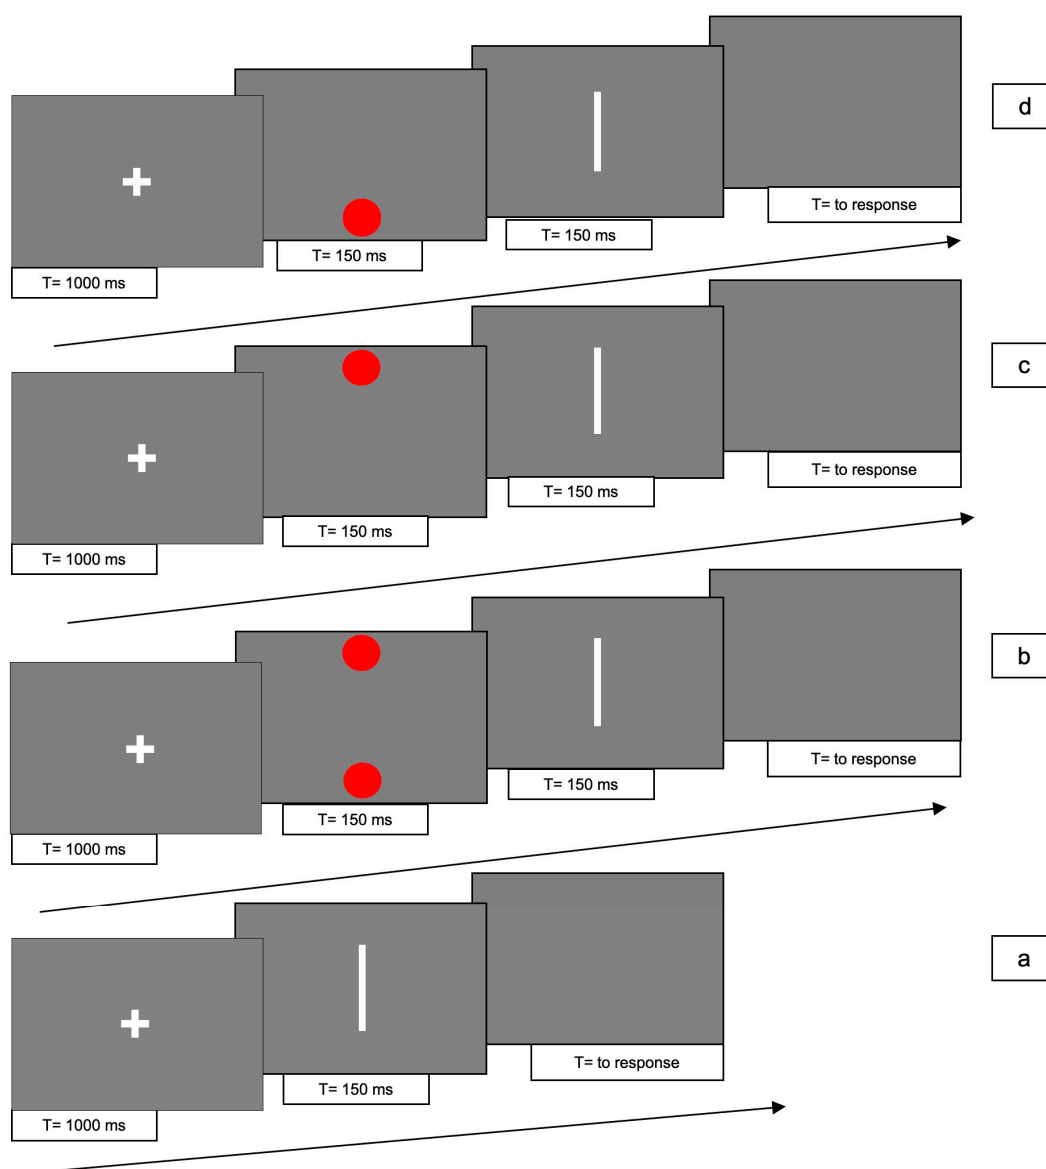 d
T= to response
T= 150 ms
T= 150 ms
T= 1000 ms
c
T= to response
T= 150 ms
T= 150 ms
T= 1000 ms
b
T= to response
T= 150 ms
T= 150 ms
T= 1000 ms
a
T= to response
T= 150 ms
T= 1000 ms